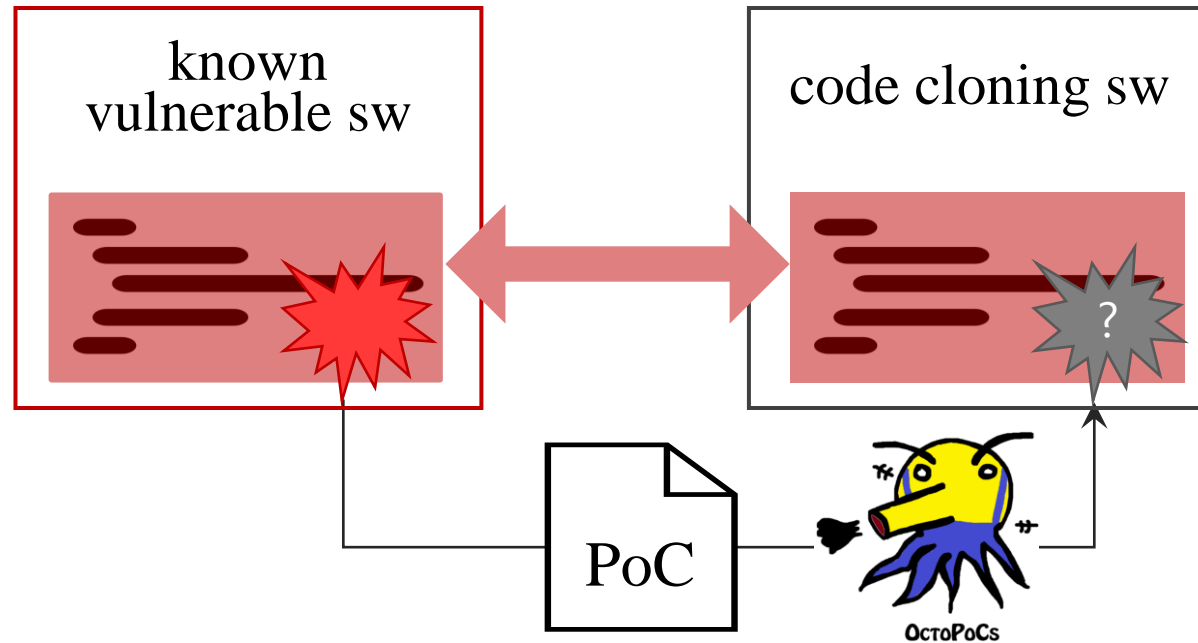 known
vulnerable sw
code cloning sw
?
PoC
OctoPoCs